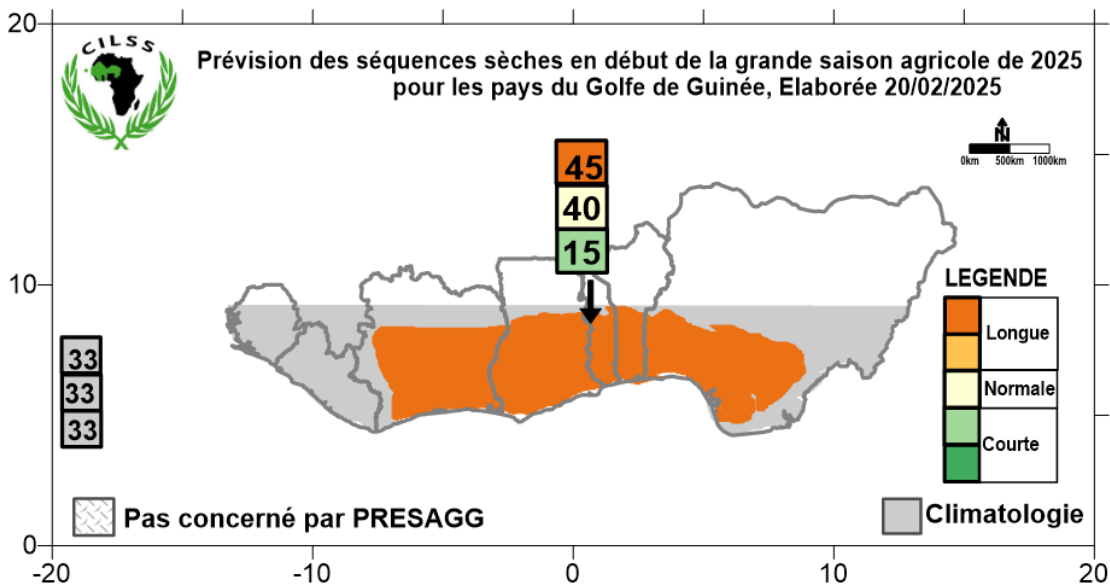 20
CILSS
Prévision des séquences sèches en début de la grande saison agricole de 2025
pour les pays du Golfe de Guinée, Elaborée 20/02/2025
N
0km 500km 1000km
45
40
15
10
LEGENDE
Longue
Normale
Courte
33
33
33
Pas concerné par PRESAGG
Climatologie
0
-20 -10 0 10 20